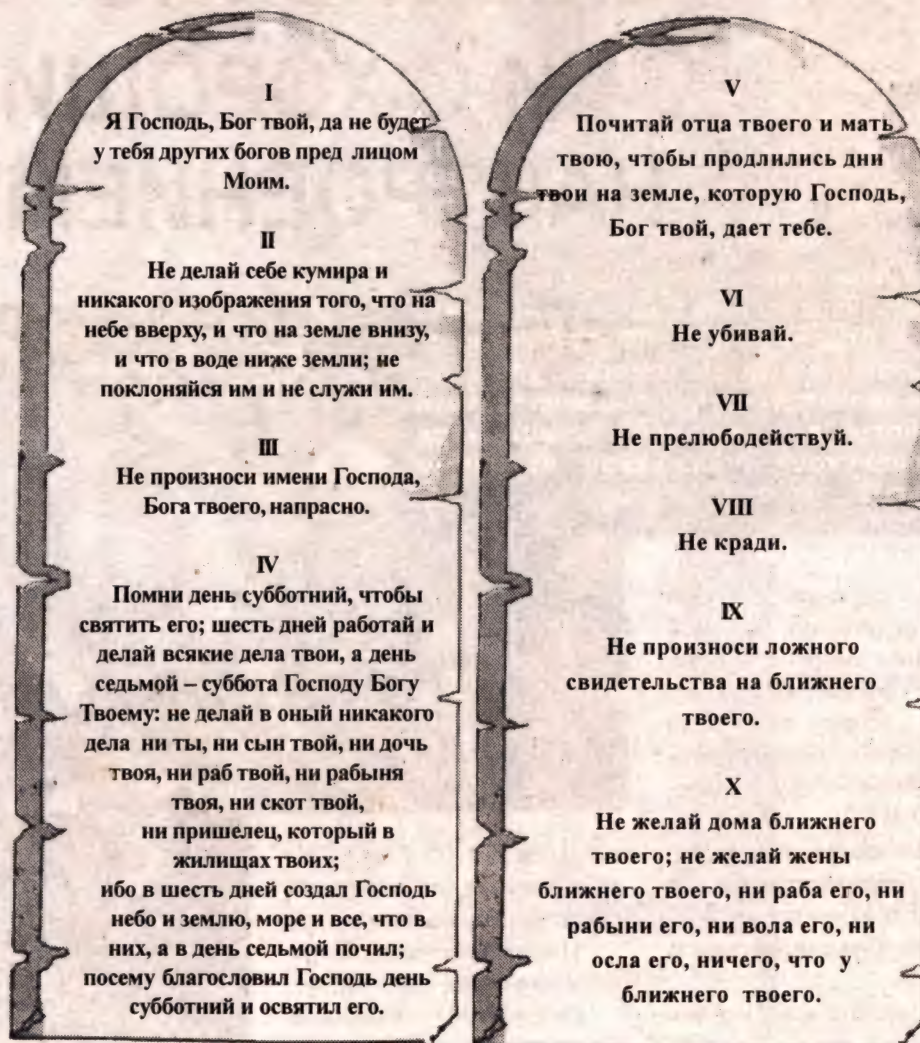 I
Я Господь, Бог твой, да не будет
у тебя других богов пред лицом
Моим.
II
Не делай себе кумира и
никакого изображения того, что на
небе вверху, и что на земле внизу,
и что в воде ниже земли; не
поклоняйся им и не служи им.
III
Не произноси имени Господа,
Бога твоего, напрасно.
IV
Помни день субботний, чтобы
святить его; шесть дней работай и
делай всякие дела твои, а день
седьмой – суббота Господу Богу
Твоему: не делай в оный никакого
дела ни ты, ни сын твой, ни дочь
твоя, ни раб твой, ни рабыня
твоя, ни скот твой,
ни пришелец, который в
жилищах твоих;
ибо в шесть дней создал Господь
небо и землю, море и все, что в
них, а в день седьмой почил;
посему благословил Господь день
субботний и освятил его.
V
Почитай отца твоего и мать
твою, чтобы продлились дни
твои на земле, которую Господь,
Бог твой, дает тебе.
VI
Не убивай.
VII
Не прелюбодействуй.
VIII
Не кради.
IX
Не произноси ложного
свидетельства на ближнего
твоего.
X
Не желай дома ближнего
твоего; не желай жены
ближнего твоего, ни раба его, ни
рабыни его, ни вола его, ни
осла его, ничего, что у
ближнего твоего.